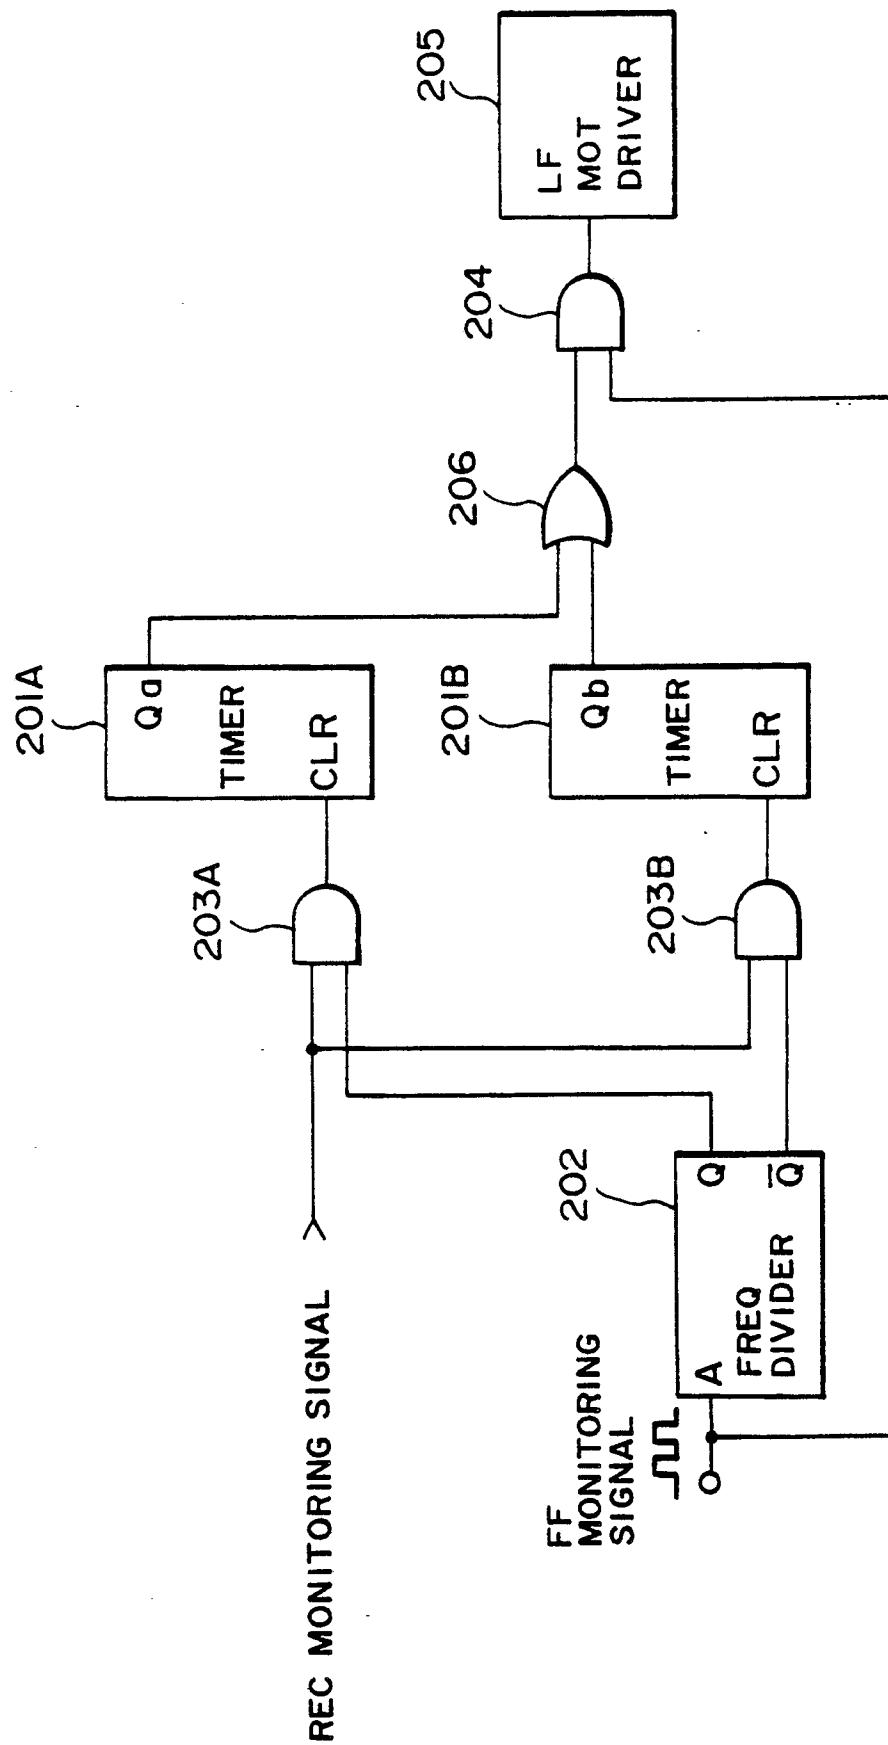 REC MONITORING SIGNAL
FF
MONITORING
SIGNAL
A
FREQ
DIVIDER
Q
Q̅
202
203A
203B
201A
Qa
TIMER
CLR
201B
Qb
TIMER
CLR
206
204
205
LF
MOT
DRIVER